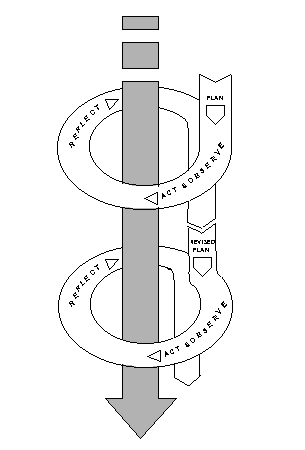 PLAN
REFLECT
ACT & OBSERVE
REVISED
PLAN
REFLECT
ACT & OBSERVE